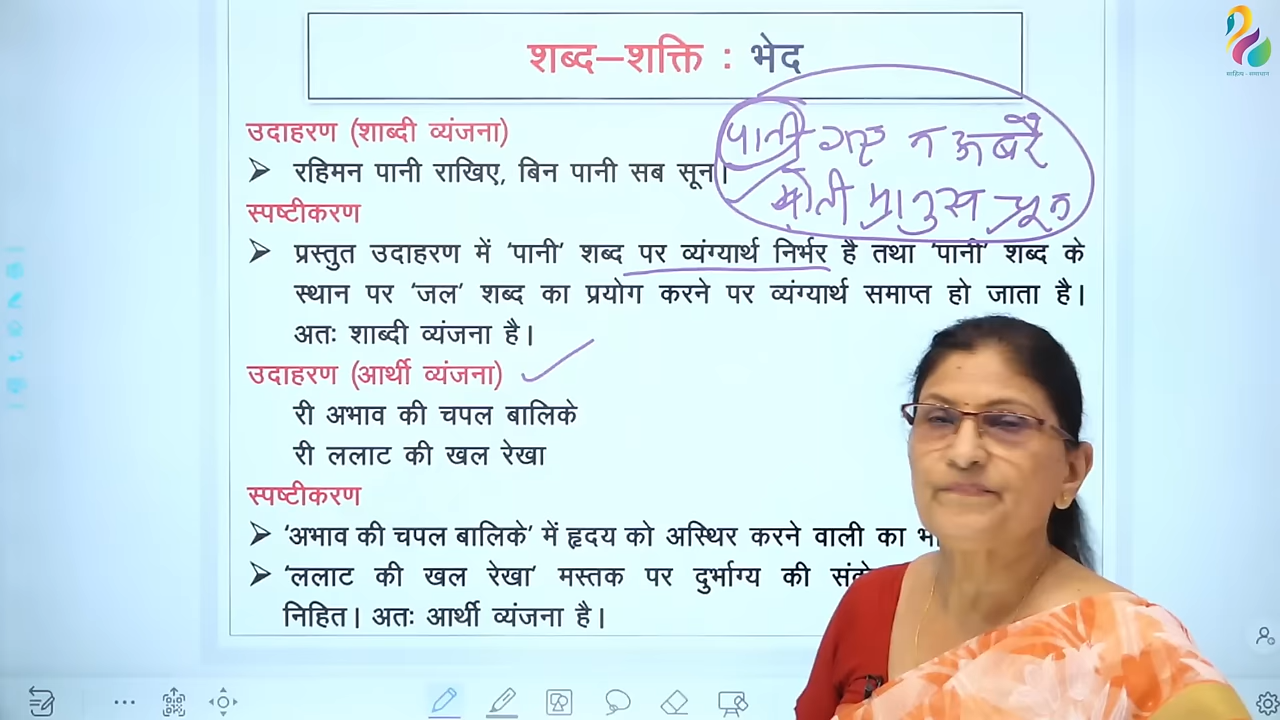 शब्द–शक्ति : भेद
साहित्य - समाधान
उदाहरण (शाब्दी व्यंजना)
रहिमन पानी राखिए, बिन पानी सब सून।
पानी गए न ऊबरै
मोती मानुस चून
स्पष्टीकरण
प्रस्तुत उदाहरण में ‘पानी’ शब्द पर व्यंग्यार्थ निर्भर है तथा ‘पानी’ शब्द के
स्थान पर ‘जल’ शब्द का प्रयोग करने पर व्यंग्यार्थ समाप्त हो जाता है।
अतः शाब्दी व्यंजना है।
उदाहरण (आर्थी व्यंजना)
री अभाव की चपल बालिके
री ललाट की खल रेखा
स्पष्टीकरण
‘अभाव की चपल बालिके’ में हृदय को अस्थिर करने वाली का
‘ललाट की खल रेखा’ मस्तक पर दुर्भाग्य की
निहित। अतः आर्थी व्यंजना है।